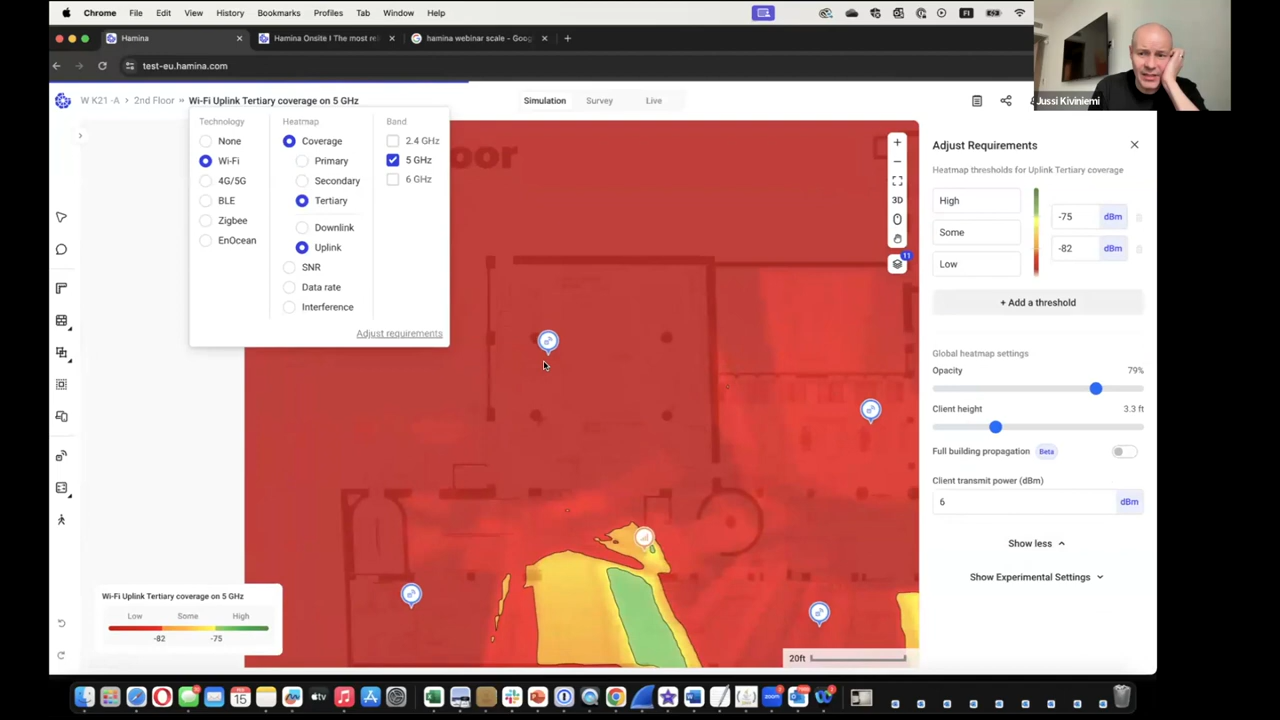 Chrome File Edit View History Bookmarks Profiles Tab Window Help
FI
Hamina
Hamina Onsite I The most re
hamina webinar scale - Goog
test-eu.hamina.com
Jussi Kiviniemi
W K21 -A > 2nd Floor » Wi-Fi Uplink Tertiary coverage on 5 GHz
Simulation Survey Live
Technology
None
Wi-Fi
4G/5G
BLE
Zigbee
EnOcean
Heatmap
Coverage
Primary
Secondary
Tertiary
Downlink
Uplink
SNR
Data rate
Interference
Band
2.4 GHz
5 GHz
6 GHz
Adjust requirements
oor
3D
11
Adjust Requirements
Heatmap thresholds for Uplink Tertiary coverage
High
Some
Low
-75 dBm
-82 dBm
+ Add a threshold
Global heatmap settings
Opacity 79%
Client height 3.3 ft
Full building propagation Beta
Client transmit power (dBm)
6 dBm
Show less
Show Experimental Settings
Wi-Fi Uplink Tertiary coverage on 5 GHz
Low Some High
-82 -75
20ft
tv
15